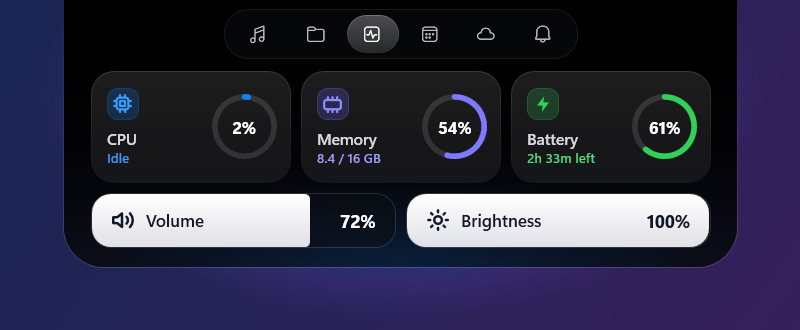 CPU
Idle
2%
Memory
8.4 / 16 GB
54%
Battery
2h 33m left
61%
Volume
72%
Brightness
100%